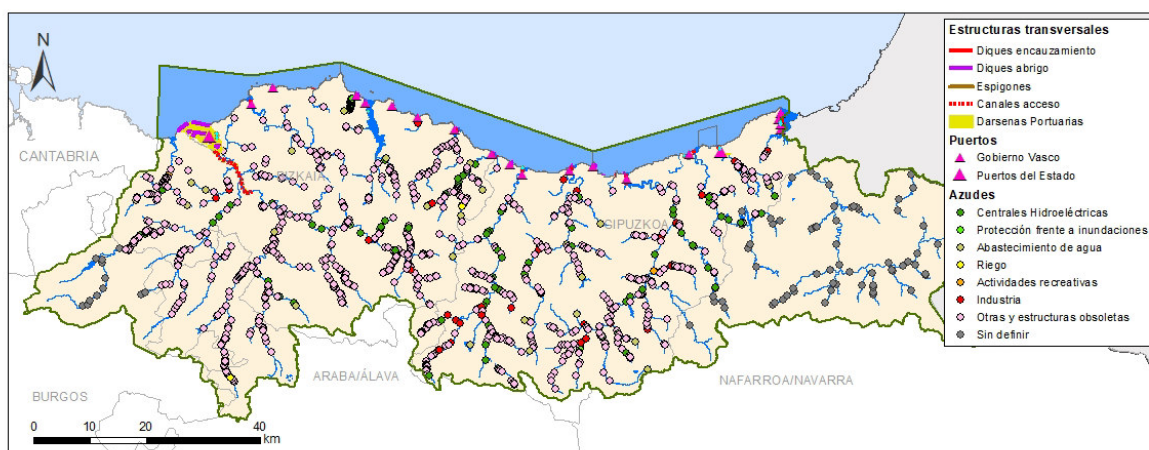 N
CANTABRIA
BIZKAIA
GIPUZKOA
ARABA/ÁLAVA
NAFARROA/NAVARRA
BURGOS
0 10 20 40
km
Estructuras transversales
Diques encauzamiento
Diques abrigo
Espigones
Canales acceso
Darsenas Portuarias
Puertos
Gobierno Vasco
Puertos del Estado
Azudes
Centrales Hidroeléctricas
Protección frente a inundaciones
Abastecimiento de agua
Riego
Actividades recreativas
Industria
Otras y estructuras obsoletas
Sin definir